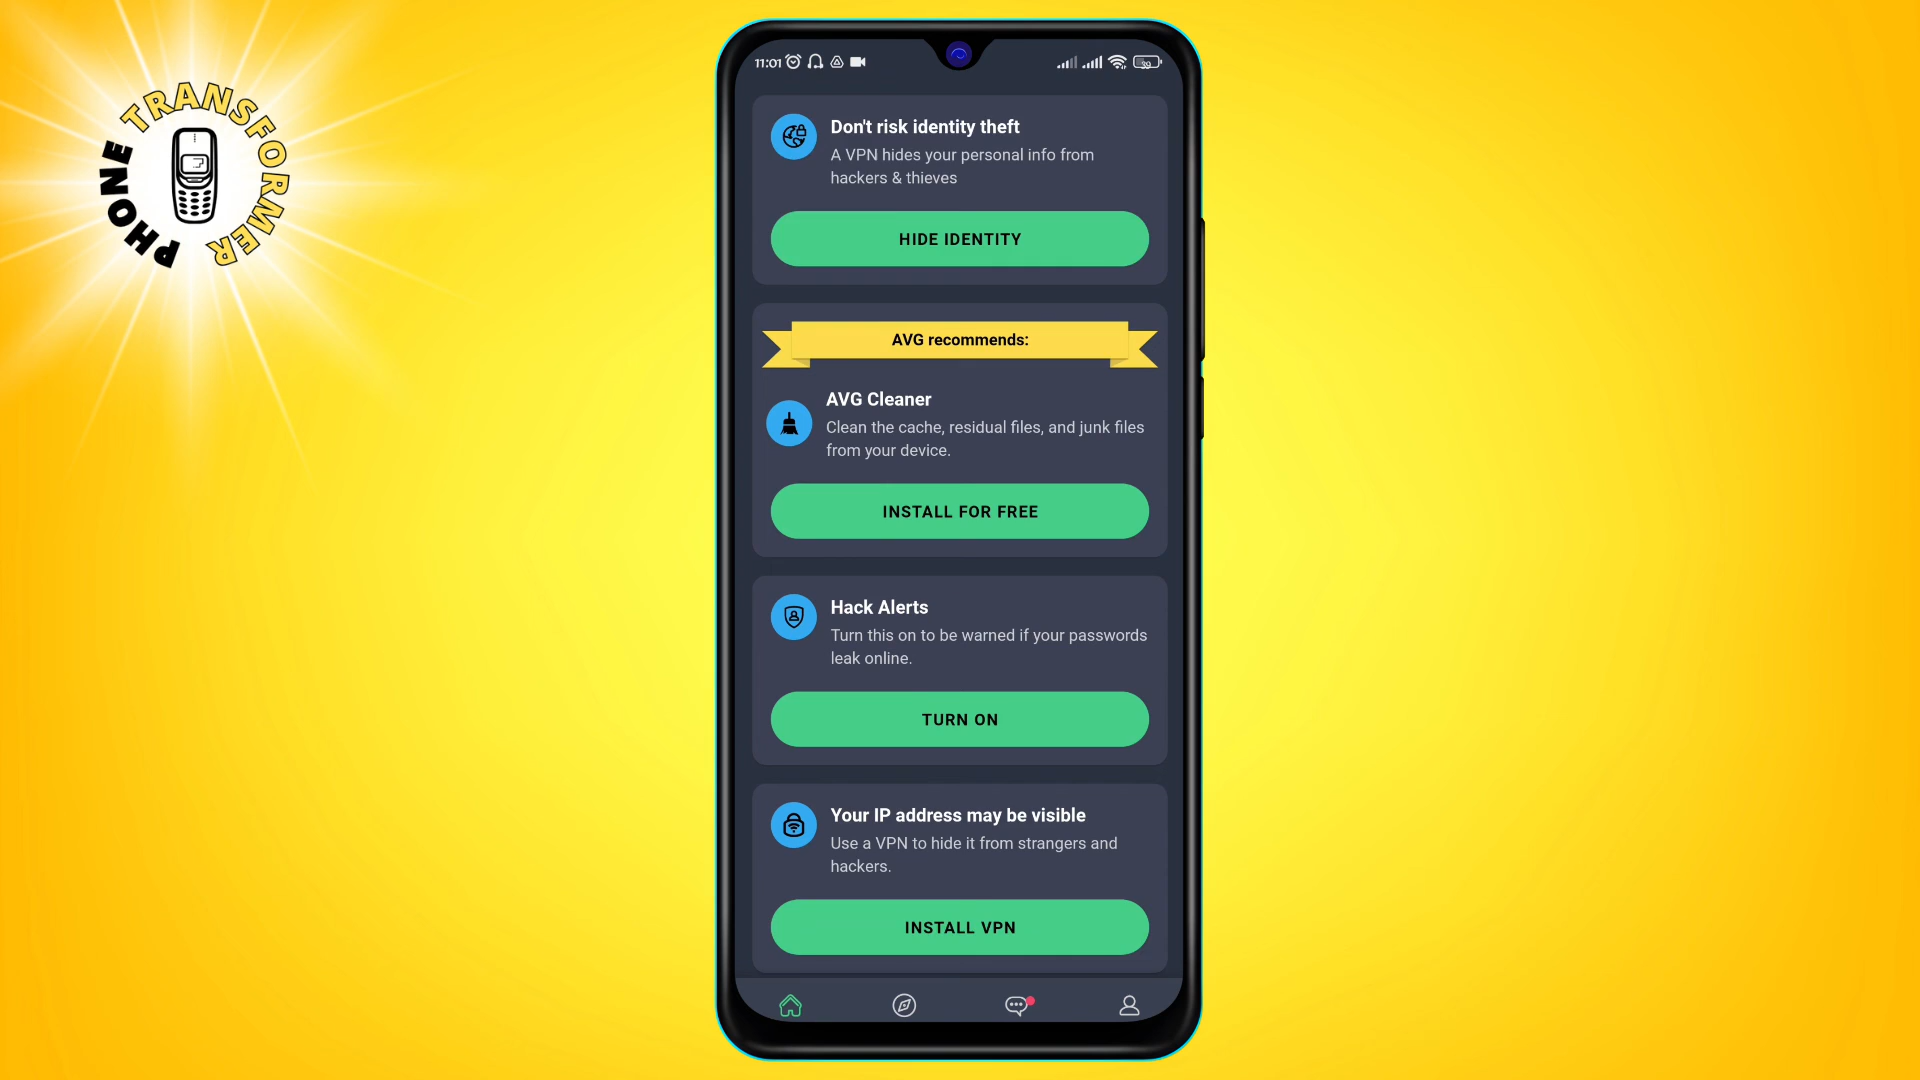 PHONE TRANSFORMER
11:01
39
Don't risk identity theft
A VPN hides your personal info from
hackers & thieves
HIDE IDENTITY
AVG recommends:
AVG Cleaner
Clean the cache, residual files, and junk files
from your device.
INSTALL FOR FREE
Hack Alerts
Turn this on to be warned if your passwords
leak online.
TURN ON
Your IP address may be visible
Use a VPN to hide it from strangers and
hackers.
INSTALL VPN